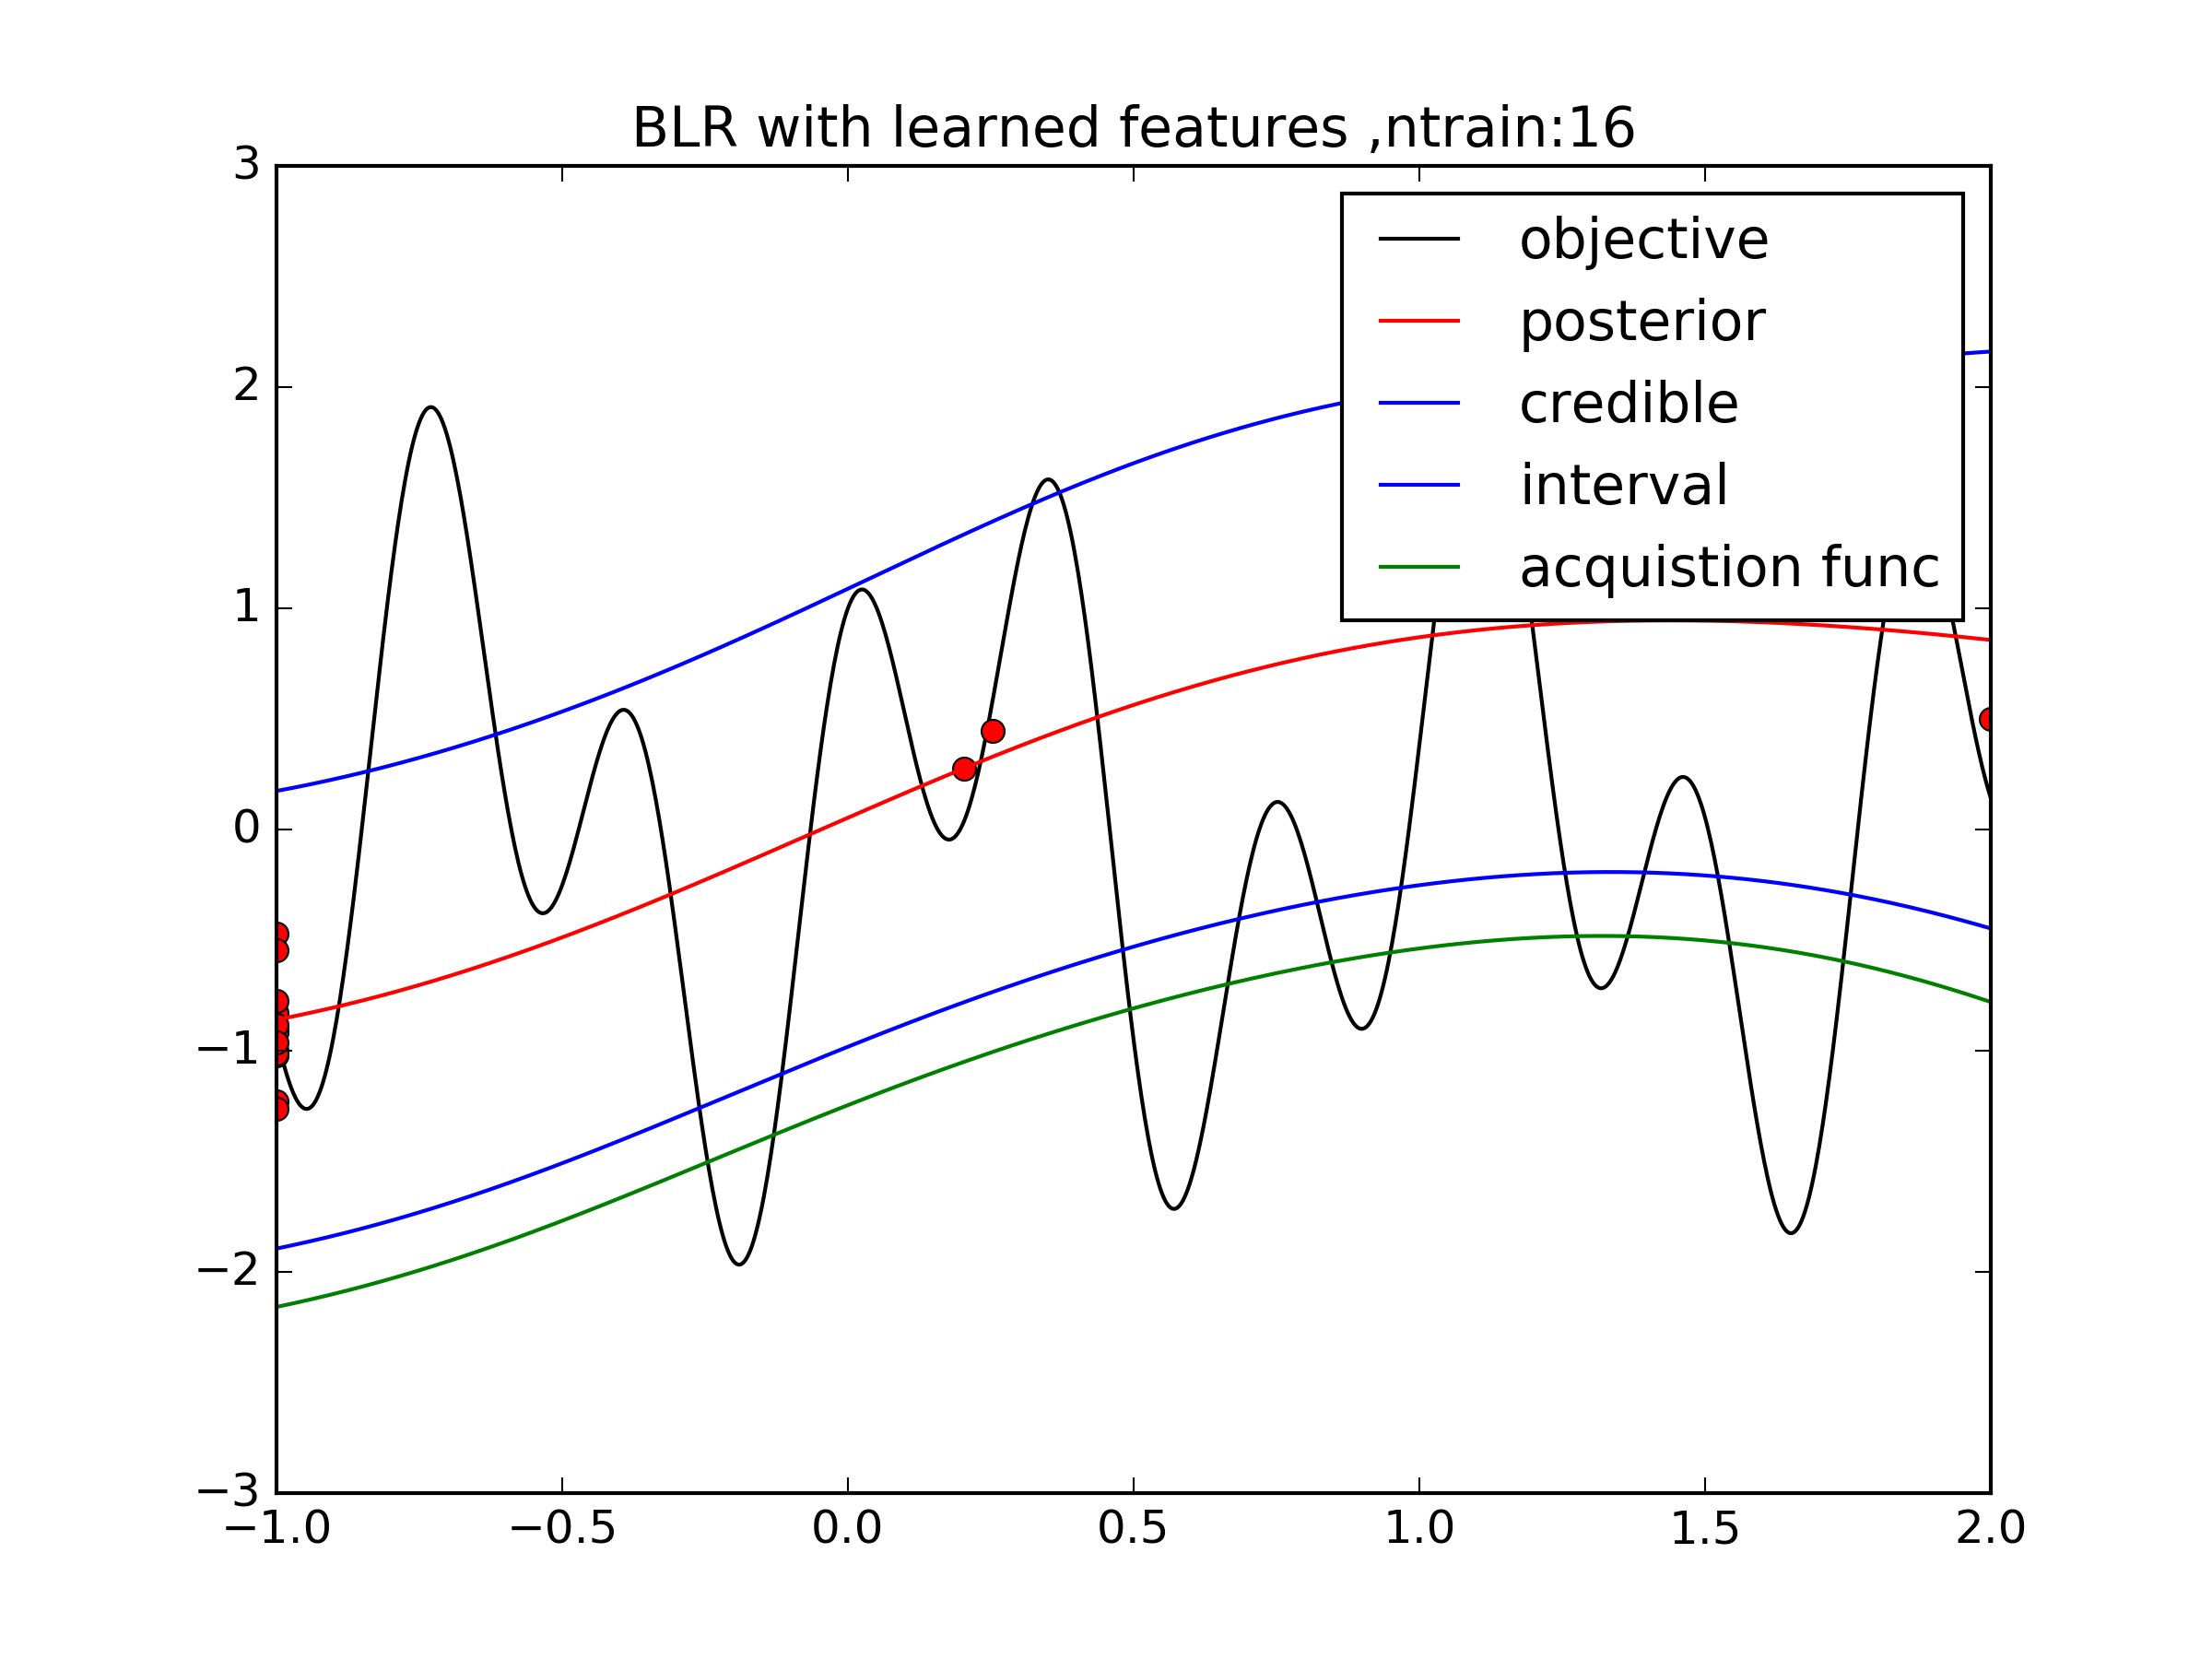 BLR with learned features ,ntrain:16
3
2
1
0
−1
−2
−3
−1.0
−0.5
0.0
0.5
1.0
1.5
2.0
objective
posterior
credible
interval
acquistion func